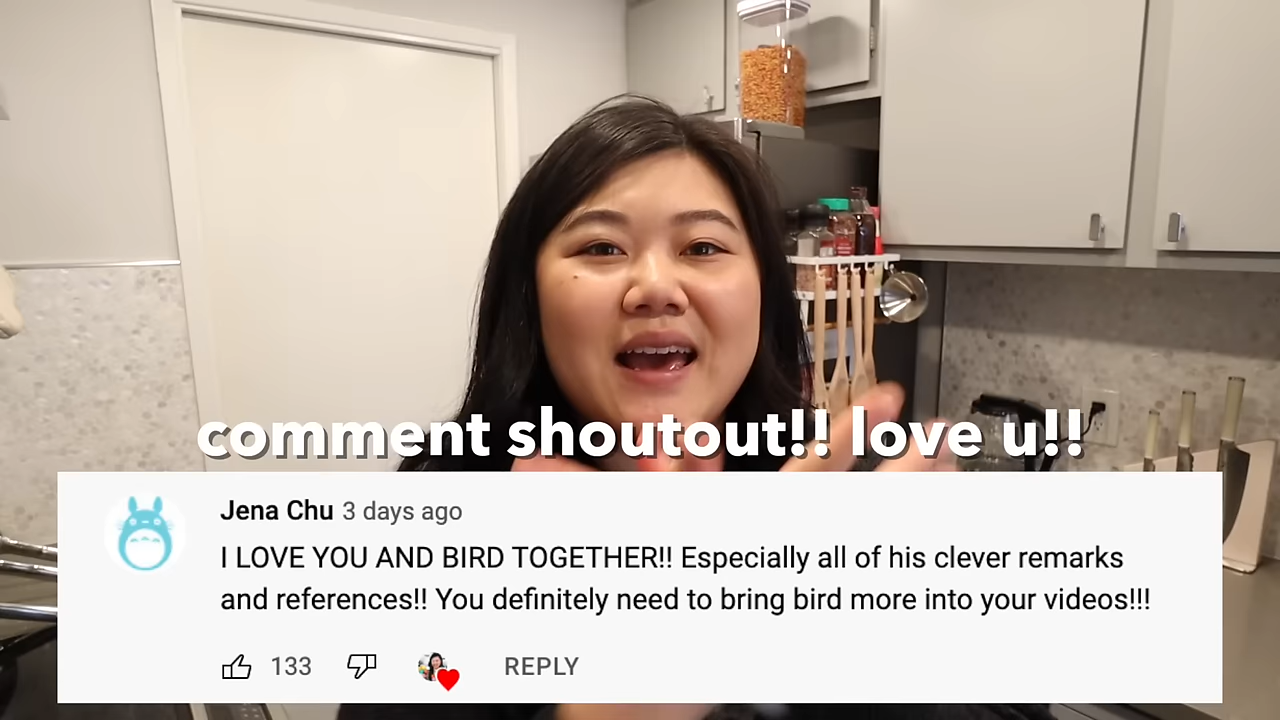 comment shoutout!! love u!!
Jena Chu 3 days ago
I LOVE YOU AND BIRD TOGETHER!! Especially all of his clever remarks
and references!! You definitely need to bring bird more into your videos!!!
133 REPLY